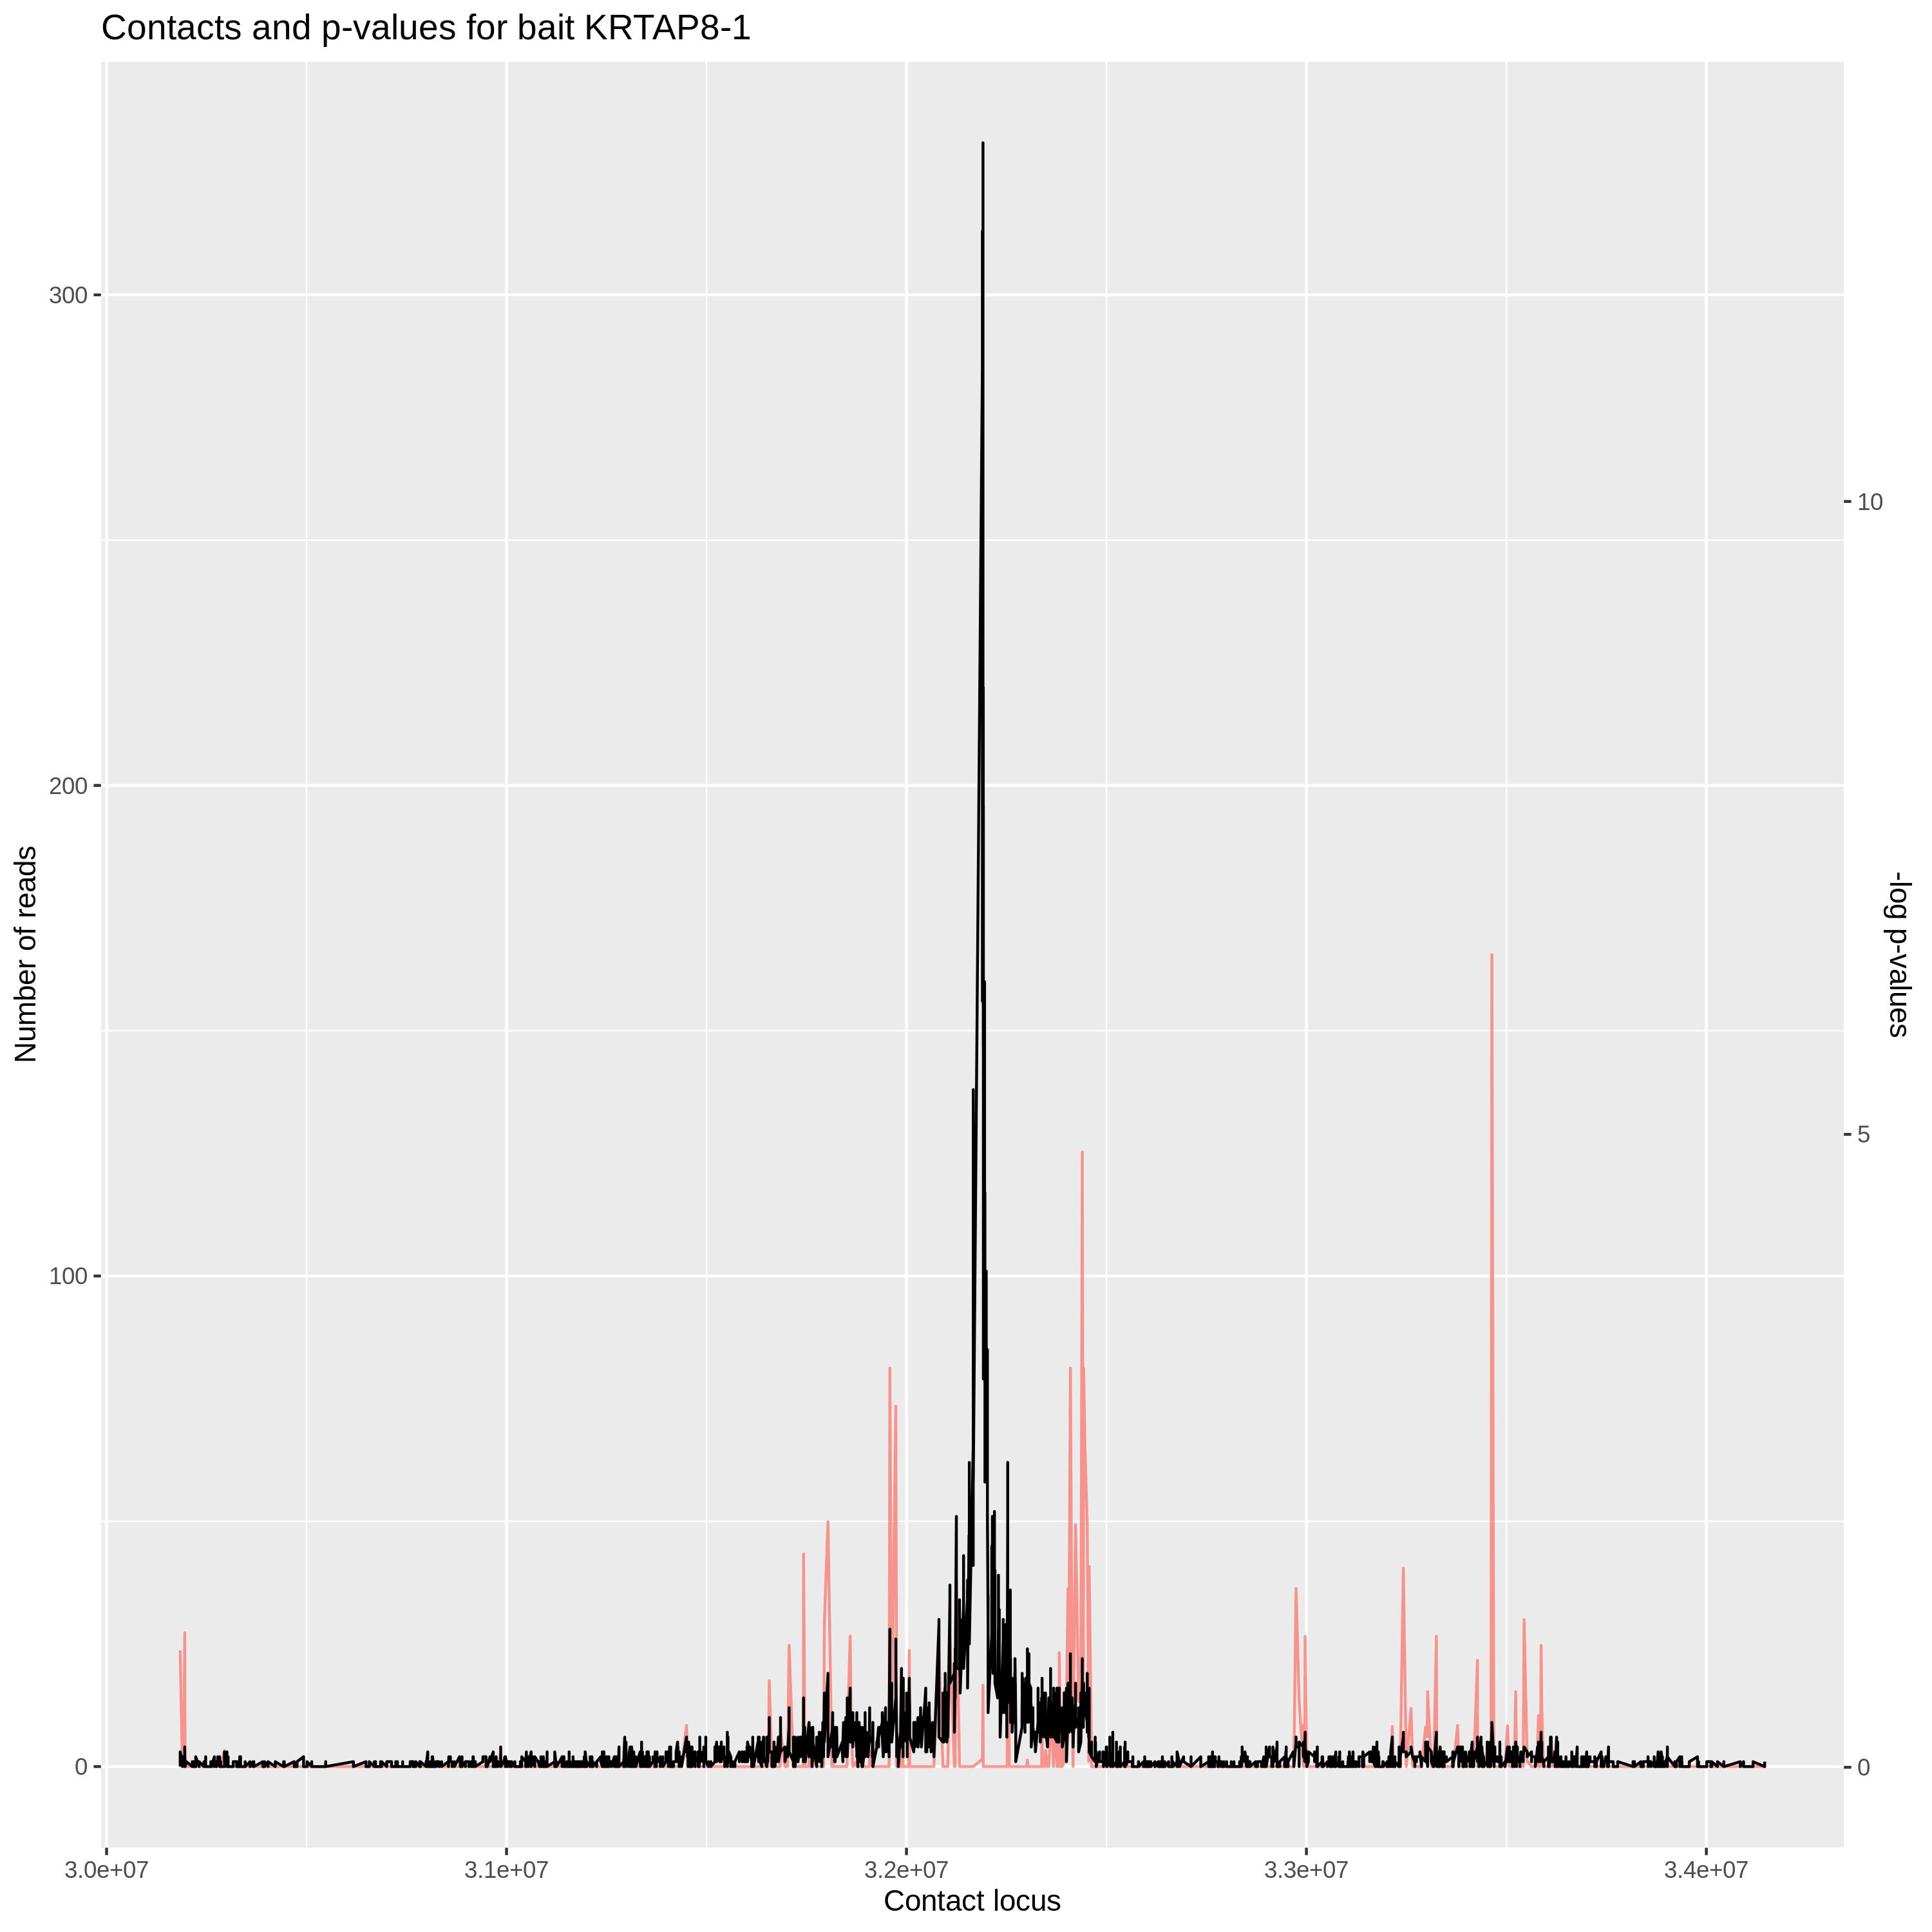 Contacts and p-values for bait KRTAP8-1
300
200
100
0
Number of reads
10
5
0
-log p-values
3.0e+07 3.1e+07 3.2e+07 3.3e+07 3.4e+07
Contact locus